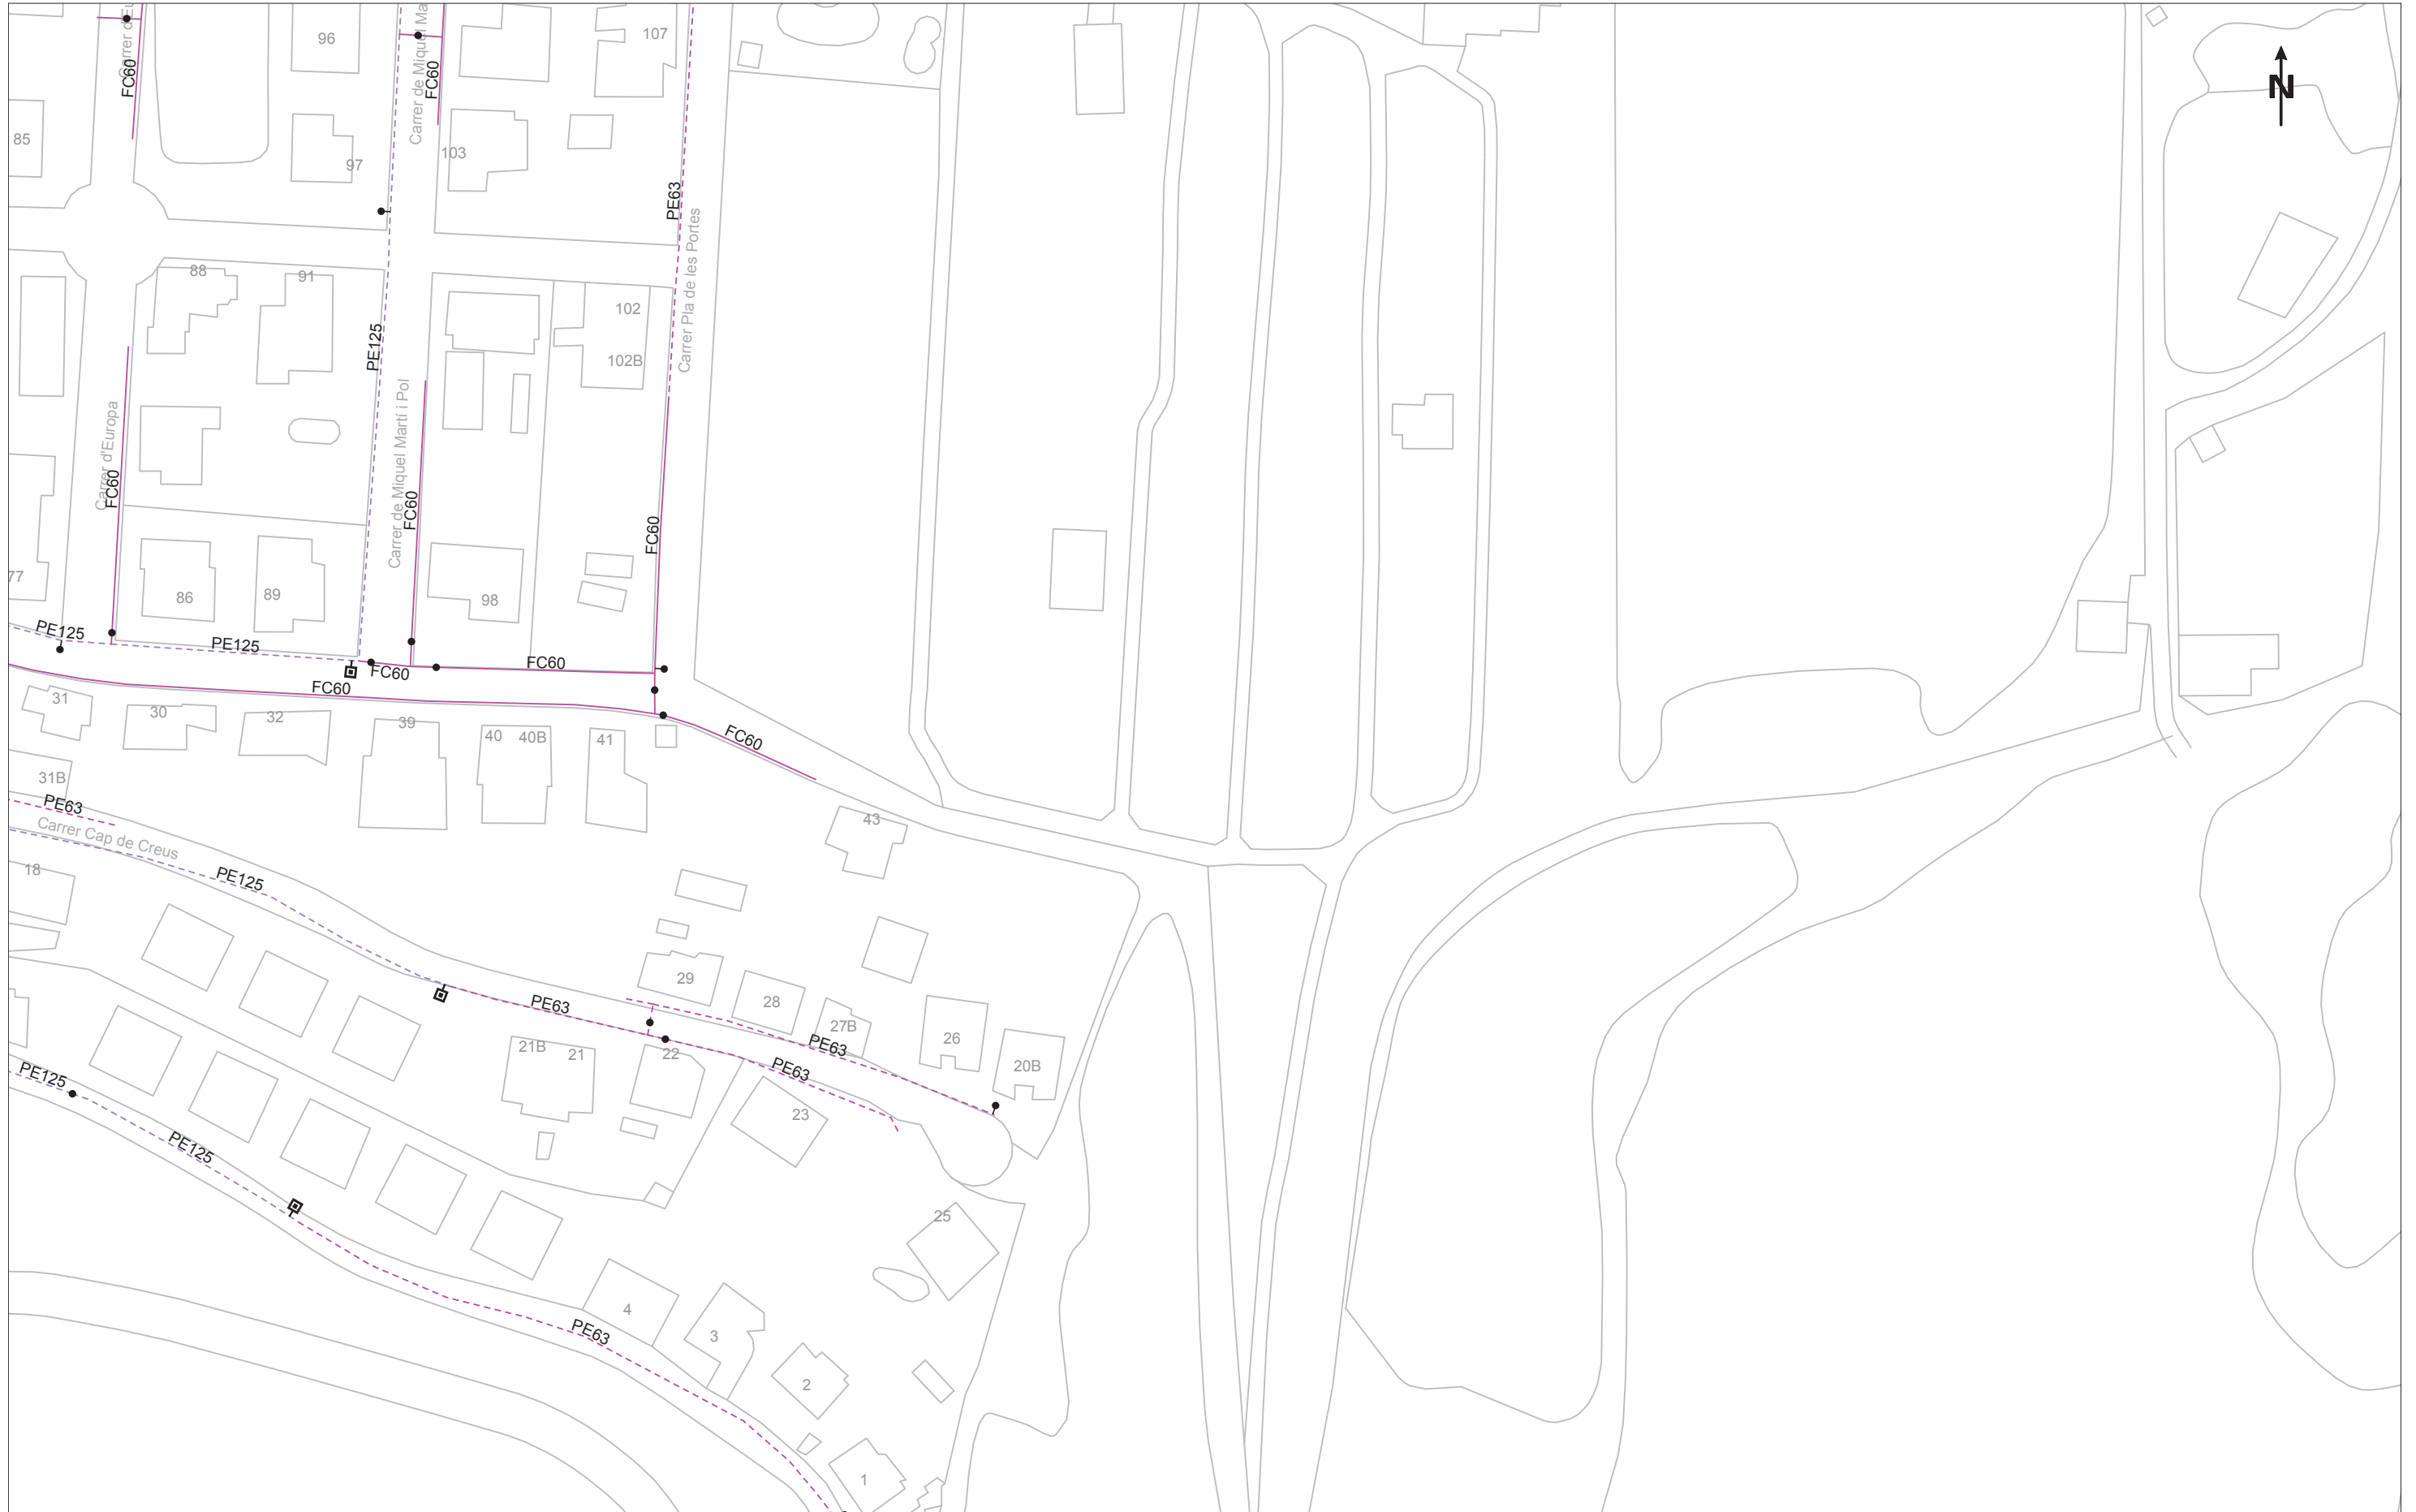 Carrer d'Eu
FC60
96
Carrer de Miquel Ma
FC60
107
N
85
97
103
PE63
Carrer Pla de les Portes
88
91
102
102B
PE125
Carrer d'Europa
FC60
Carrer de Miquel Martí i Pol
FC60
FC60
77
86
89
98
PE125
PE125
FC60
FC60
FC60
31
30
32
39
40
40B
41
FC60
31B
PE63
Carrer Cap de Creus
43
18
PE125
29
28
PE63
27B
26
PE63
21B
21
22
PE63
20B
PE125
23
PE125
25
4
PE63
3
2
1